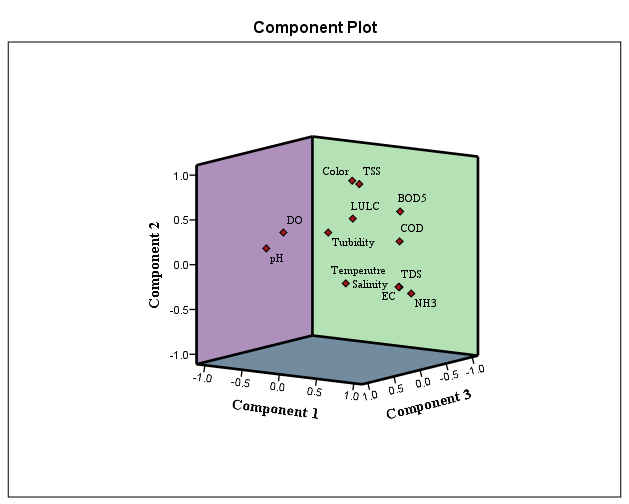 Component Plot
Color TSS
BOD5
LULC
DO
COD
Turbidity
pH
Temperutre
TDS
Salinity
EC
NH3
Component 2
1.0
0.5
0.0
-0.5
-1.0
-1.0 -0.5 0.0 0.5 1.0
Component 1
1.0 0.5 0.0 -0.5 -1.0
Component 3